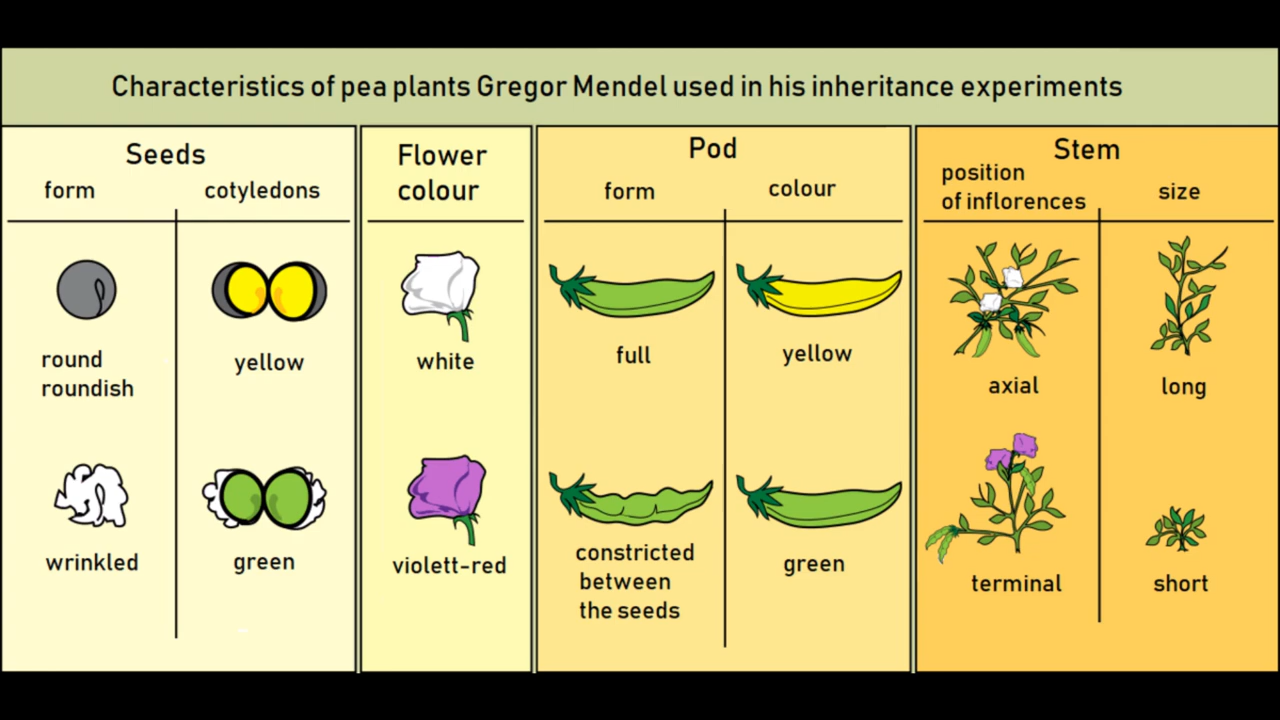 Characteristics of pea plants Gregor Mendel used in his inheritance experiments
Seeds
form
cotyledons
round
roundish
yellow
wrinkled
green
Flower
colour
white
violett-red
Pod
form
colour
full
yellow
constricted
between
the seeds
green
Stem
position
of inflorences
size
axial
long
terminal
short